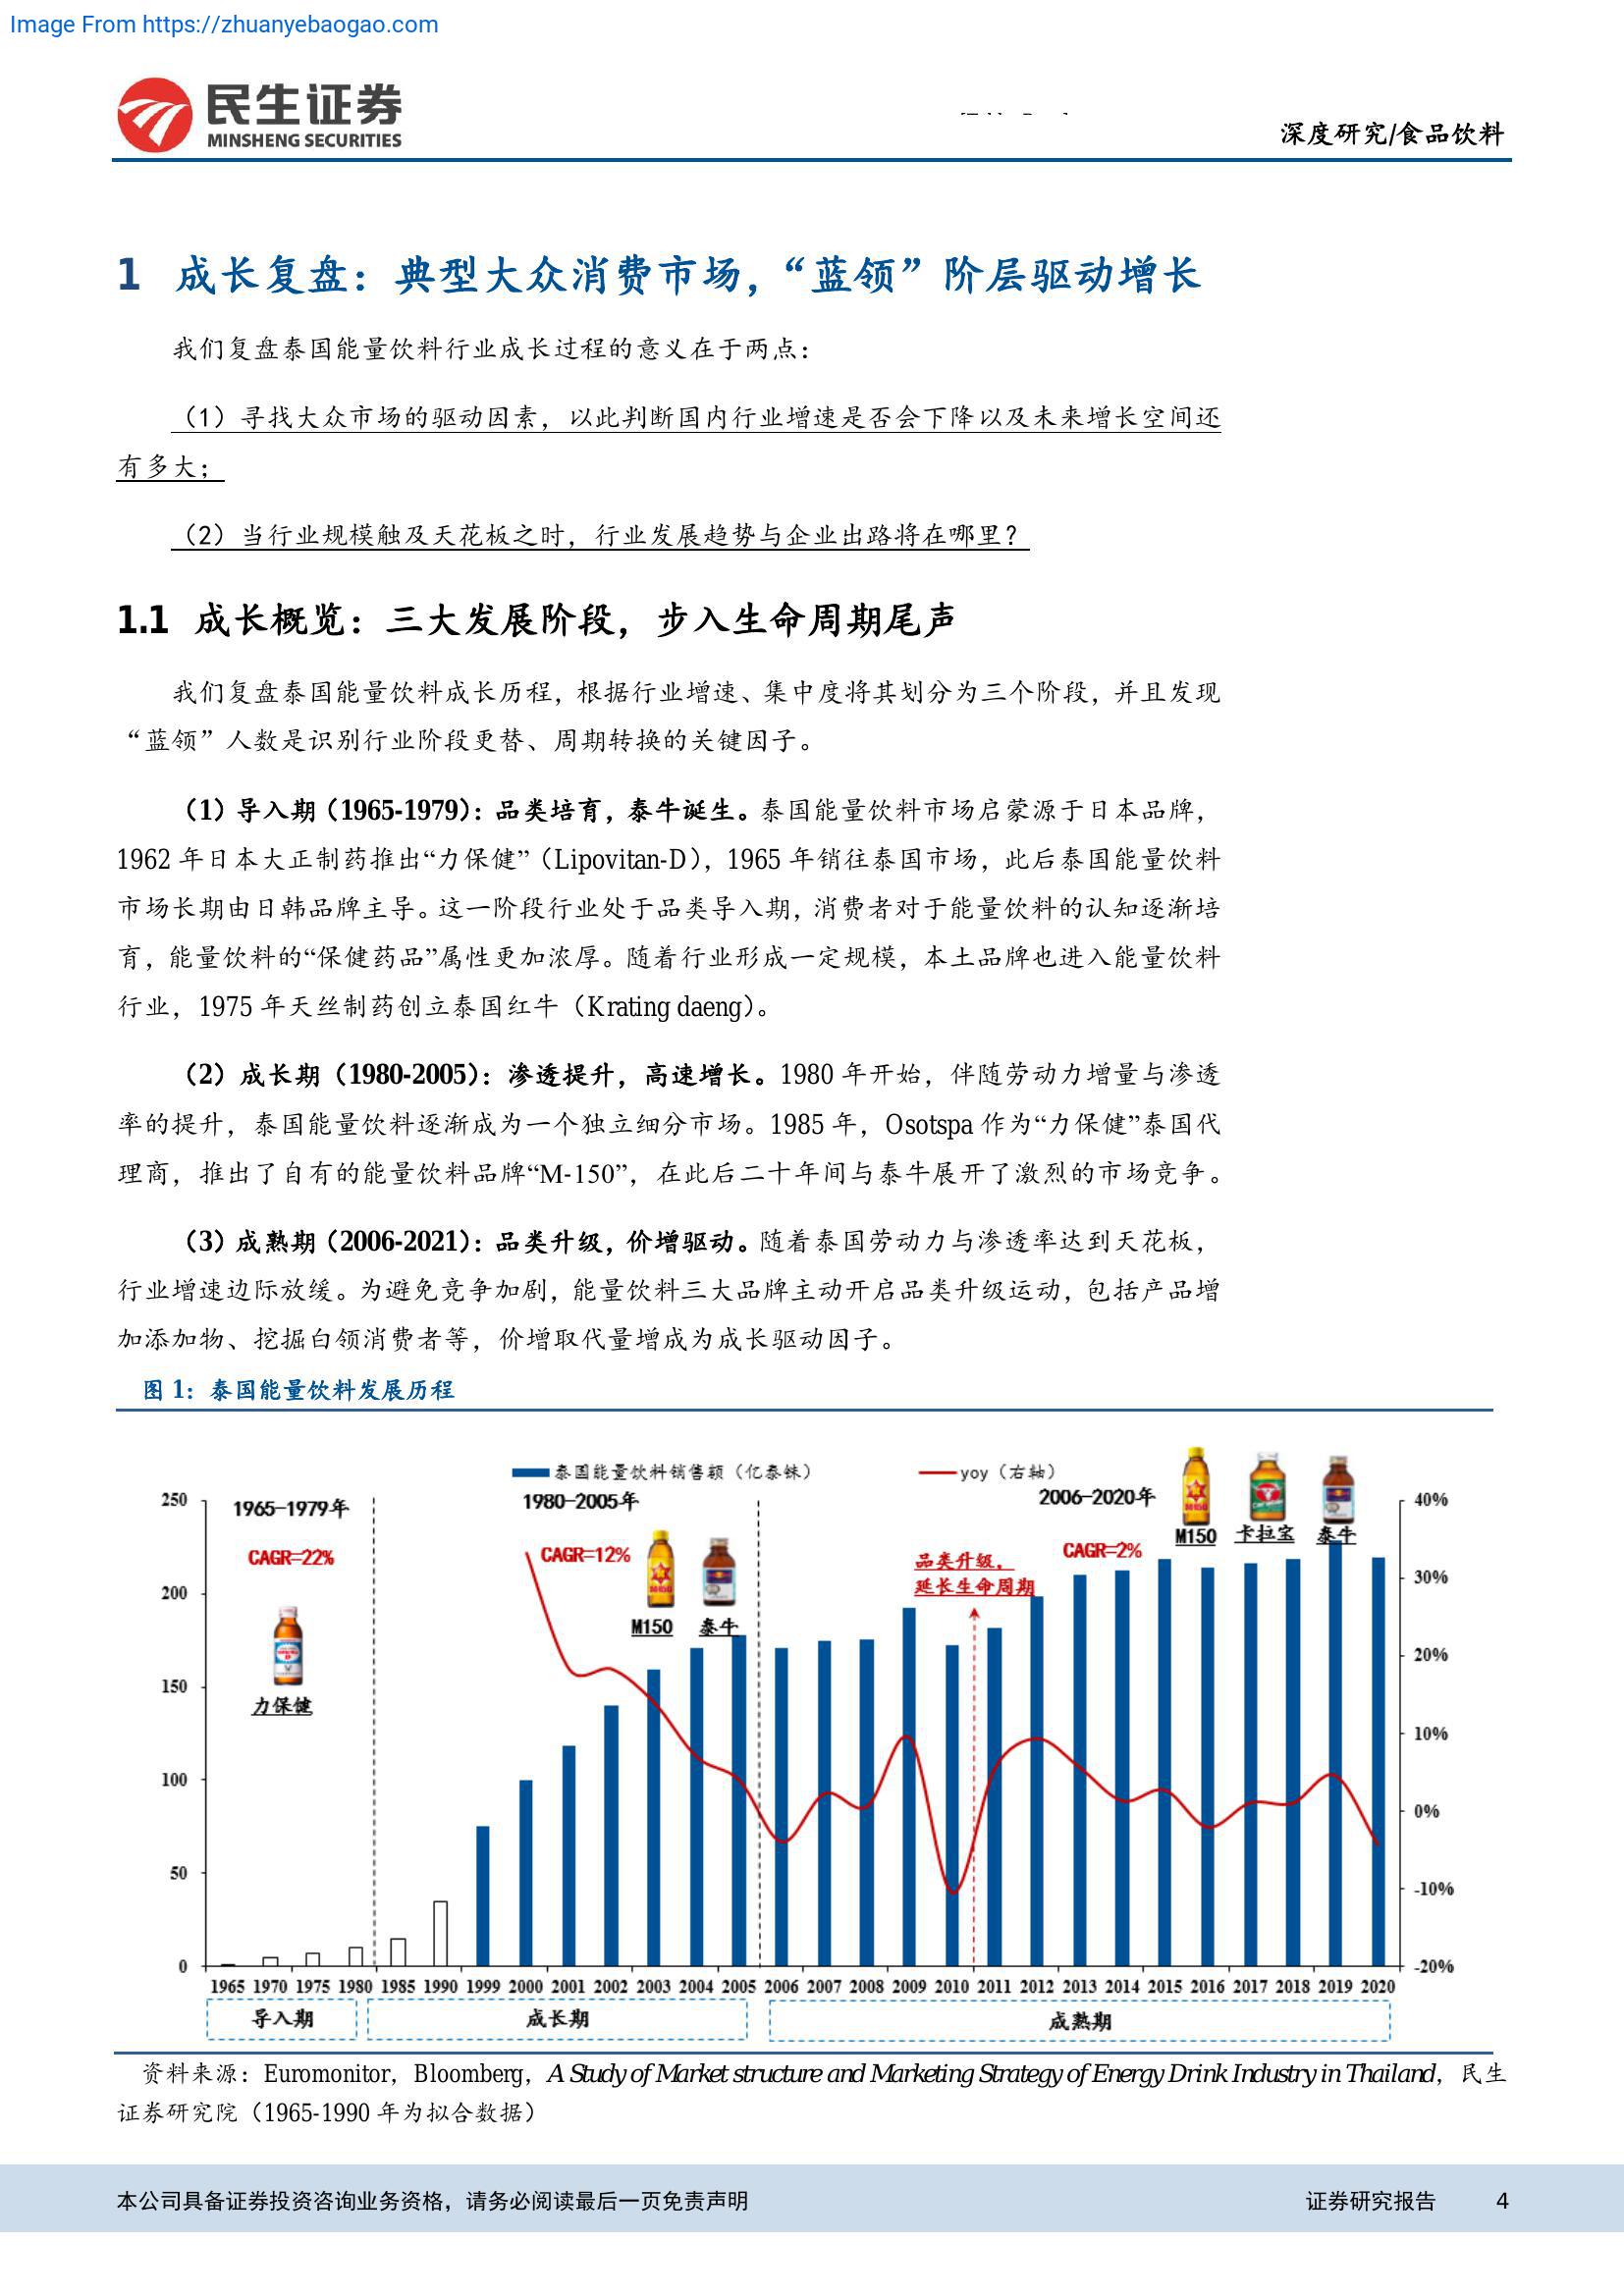 Image From https://zhuanyebaogao.com
民生证券
MINSHENG SECURITIES
深度研究/食品饮料
1 成长复盘：典型大众消费市场，“蓝领”阶层驱动增长
我们复盘泰国能量饮料行业成长过程的意义在于两点：
（1）寻找大众市场的驱动因素，以此判断国内行业增速是否会下降以及未来增长空间还
有多大；
（2）当行业规模触及天花板之时，行业发展趋势与企业出路将在哪里？
1.1 成长概览：三大发展阶段，步入生命周期尾声
我们复盘泰国能量饮料成长历程，根据行业增速、集中度将其划分为三个阶段，并且发现
“蓝领”人数是识别行业阶段更替、周期转换的关键因子。
（1）导入期（1965-1979）：品类培育，泰牛诞生。泰国能量饮料市场启蒙源于日本品牌，
1962 年日本大正制药推出“力保健”（Lipovitan-D），1965 年销往泰国市场，此后泰国能量饮料
市场长期由日韩品牌主导。这一阶段行业处于品类导入期，消费者对于能量饮料的认知逐渐培
育，能量饮料的“保健药品”属性更加浓厚。随着行业形成一定规模，本土品牌也进入能量饮料
行业，1975 年天丝制药创立泰国红牛（Krating daeng）。
（2）成长期（1980-2005）：渗透提升，高速增长。1980 年开始，伴随劳动力增量与渗透
率的提升，泰国能量饮料逐渐成为一个独立细分市场。1985 年，Osotspa 作为“力保健”泰国代
理商，推出了自有的能量饮料品牌“M-150”，在此后二十年间与泰牛展开了激烈的市场竞争。
（3）成熟期（2006-2021）：品类升级，价增驱动。随着泰国劳动力与渗透率达到天花板，
行业增速边际放缓。为避免竞争加剧，能量饮料三大品牌主动开启品类升级运动，包括产品增
加添加物、挖掘白领消费者等，价增取代量增成为成长驱动因子。
图 1：泰国能量饮料发展历程
泰国能量饮料销售额（亿泰铢） yoy（右轴）
1965-1979年 1980-2005年 2006-2020年
CAGR=22% CAGR=12% CAGR=2%
M150 卡拉宝 泰牛
品类升级，
延长生命周期
M150 泰牛
力保健
250
200
150
100
50
0
40%
30%
20%
10%
0%
-10%
-20%
1965 1970 1975 1980 1985 1990 1999 2000 2001 2002 2003 2004 2005 2006 2007 2008 2009 2010 2011 2012 2013 2014 2015 2016 2017 2018 2019 2020
导入期 成长期 成熟期
资料来源：Euromonitor，Bloomberg，A Study of Market structure and Marketing Strategy of Energy Drink Industry in Thailand，民生
证券研究院（1965-1990 年为拟合数据）
本公司具备证券投资咨询业务资格，请务必阅读最后一页免责声明 证券研究报告 4